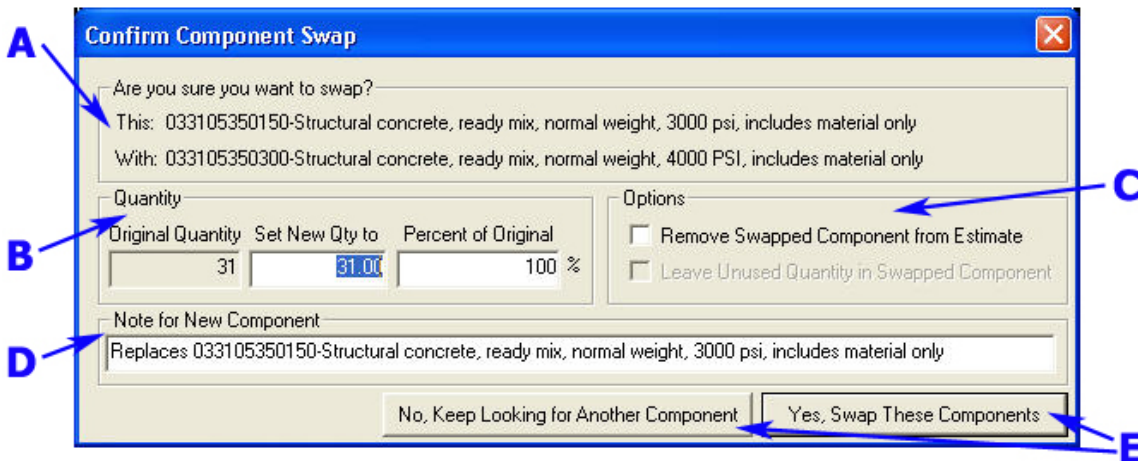 Confirm Component Swap
A
Are you sure you want to swap?
This: 033105350150-Structural concrete, ready mix, normal weight, 3000 psi, includes material only
With: 033105350300-Structural concrete, ready mix, normal weight, 4000 PSI, includes material only
B
Quantity
Original Quantity Set New Qty to Percent of Original
31 31.00 100 %
C
Options
Remove Swapped Component from Estimate
Leave Unused Quantity in Swapped Component
D
Note for New Component
Replaces 033105350150-Structural concrete, ready mix, normal weight, 3000 psi, includes material only
No, Keep Looking for Another Component Yes, Swap These Components
E